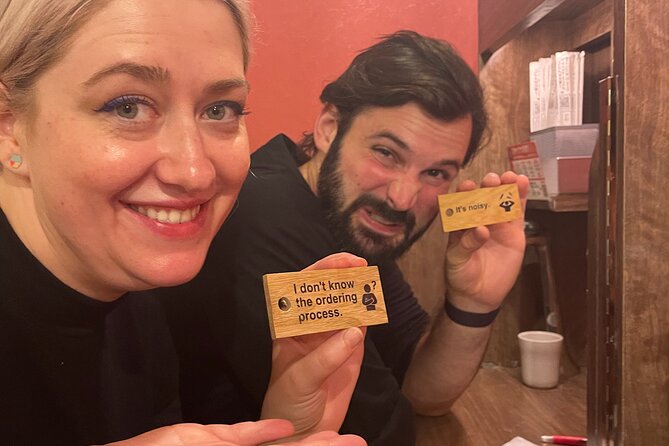 I don't know
the ordering
process.
?
It's noisy.